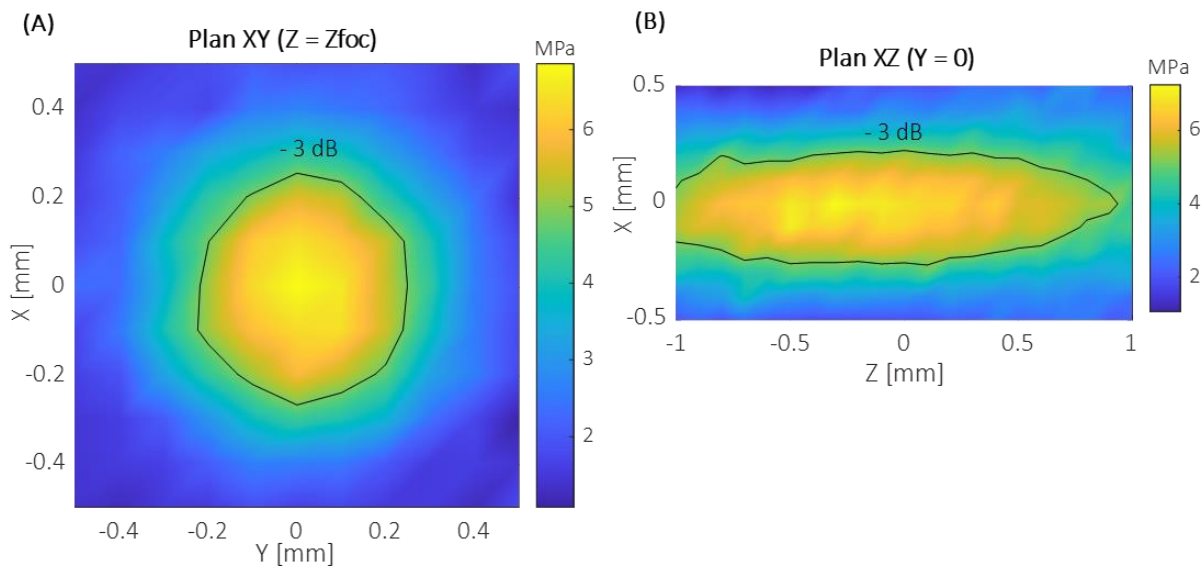 (A)
Plan XY (Z = Zfoc)
MPa
0.4
0.2
0
-0.2
-0.4
X [mm]
- 3 dB
-0.4
-0.2
0
0.2
0.4
Y [mm]
6
5
4
3
2
(B)
Plan XZ (Y = 0)
MPa
0.5
0
-0.5
X [mm]
- 3 dB
-1
-0.5
0
0.5
1
Z [mm]
6
4
2